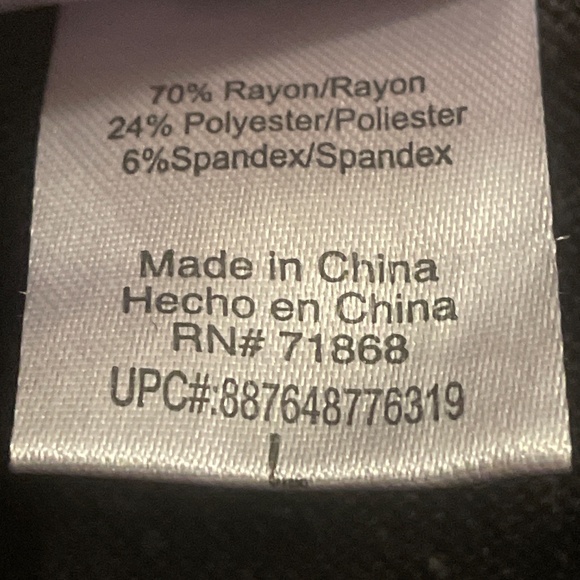 70% Rayon/Rayon
24% Polyester/Poliester
6%Spandex/Spandex
Made in China
Hecho en China
RN# 71868
UPC#:887648776319
L